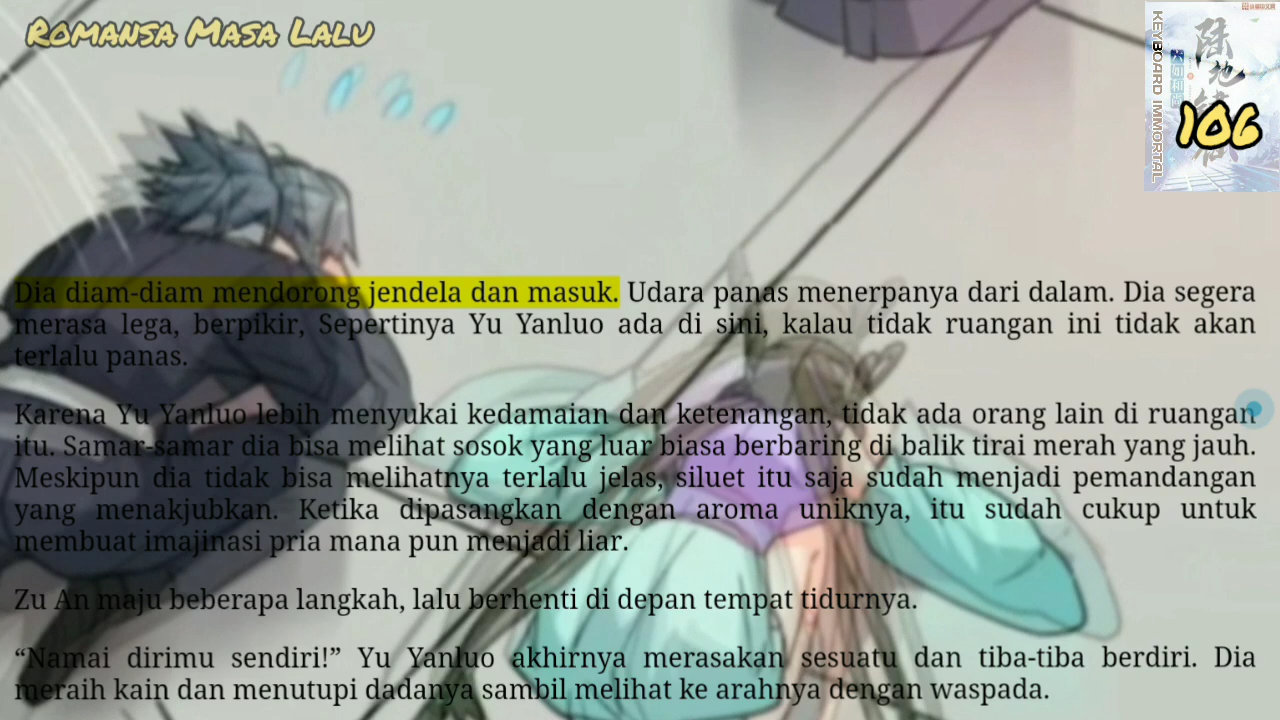 Romansa Masa Lalu
KEYBOARD IMMORTAL
106
Dia diam-diam mendorong jendela dan masuk. Udara panas menerpanya dari dalam. Dia segera
merasa lega, berpikir, Sepertinya Yu Yanluo ada di sini, kalau tidak ruangan ini tidak akan
terlalu panas.
Karena Yu Yanluo lebih menyukai kedamaian dan ketenangan, tidak ada orang lain di ruangan
itu. Samar-samar dia bisa melihat sosok yang luar biasa berbaring di balik tirai merah yang jauh.
Meskipun dia tidak bisa melihatnya terlalu jelas, siluet itu saja sudah menjadi pemandangan
yang menakjubkan. Ketika dipasangkan dengan aroma uniknya, itu sudah cukup untuk
membuat imajinasi pria mana pun menjadi liar.
Zu An maju beberapa langkah, lalu berhenti di depan tempat tidurnya.
“Namai dirimu sendiri!” Yu Yanluo akhirnya merasakan sesuatu dan tiba-tiba berdiri. Dia
meraih kain dan menutupi dadanya sambil melihat ke arahnya dengan waspada.